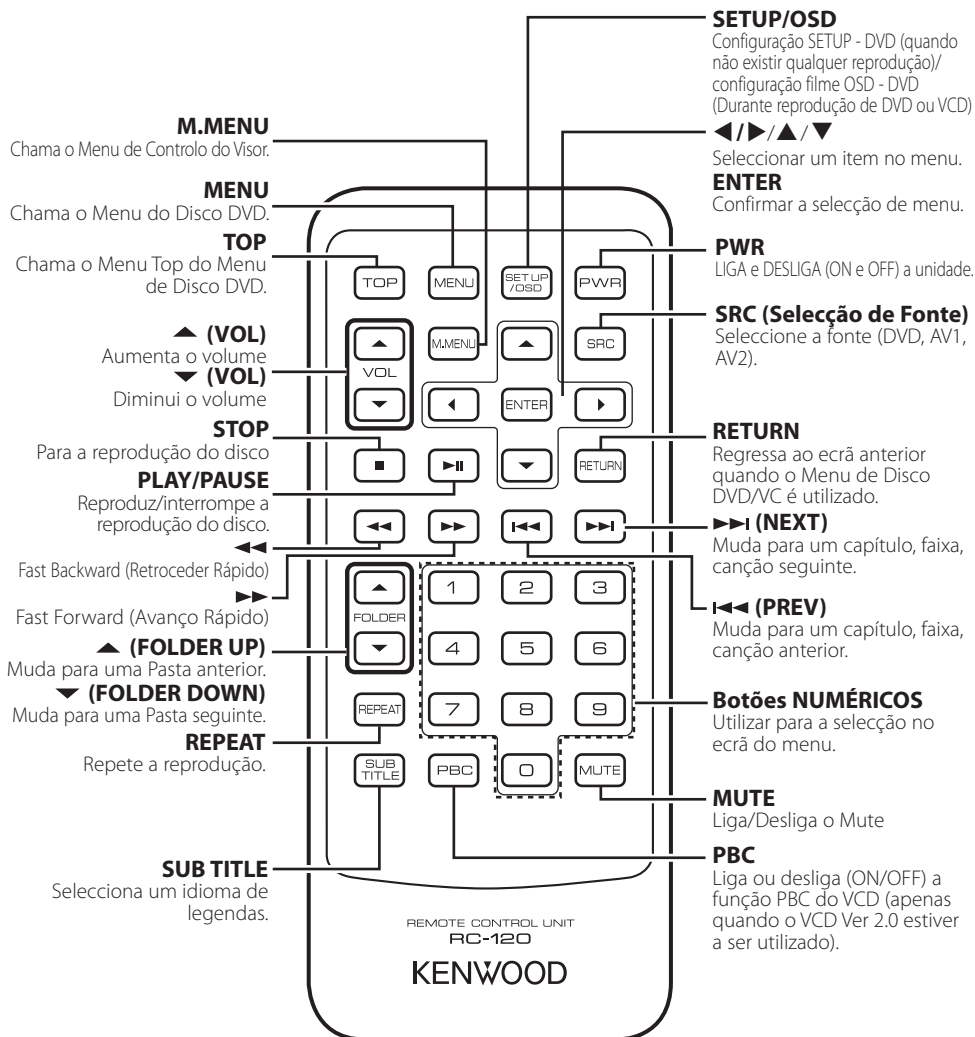 SETUP/OSD
Configuração SETUP - DVD (quando
não existir qualquer reprodução)/
configuração filme OSD - DVD
(Durante reprodução de DVD ou VCD)
◀/▶/▲/▼
Seleccionar um item no menu.
ENTER
Confirmar a selecção de menu.
PWR
LIGA e DESLIGA (ON e OFF) a unidade.
SRC (Selecção de Fonte)
Seleccione a fonte (DVD, AV1,
AV2).
RETURN
Regressa ao ecrã anterior
quando o Menu de Disco
DVD/VC é utilizado.
►►I (NEXT)
Muda para um capítulo, faixa,
canção seguinte.
I◄◄ (PREV)
Muda para um capítulo, faixa,
canção anterior.
Botões NUMÉRICOS
Utilizar para a selecção no
ecrã do menu.
MUTE
Liga/Desliga o Mute
PBC
Liga ou desliga (ON/OFF) a
função PBC do VCD (apenas
quando o VCD Ver 2.0 estiver
a ser utilizado).
M.MENU
Chama o Menu de Controlo do Visor.
MENU
Chama o Menu do Disco DVD.
TOP
Chama o Menu Top do Menu
de Disco DVD.
▲ (VOL)
Aumenta o volume
▼ (VOL)
Diminui o volume
STOP
Para a reprodução do disco
PLAY/PAUSE
Reproduz/interrompe a
reprodução do disco.
◄◄
Fast Backward (Retroceder Rápido)
►►
Fast Forward (Avanço Rápido)
▲ (FOLDER UP)
Muda para uma Pasta anterior.
▼ (FOLDER DOWN)
Muda para uma Pasta seguinte.
REPEAT
Repete a reprodução.
SUB TITLE
Selecciona um idioma de
legendas.
TOP MENU SET UP PWR
/OSD
M.MENU SRC
VOL
ENTER
RETURN
1 2 3
FOLDER
4 5 6
REPEAT 7 8 9
SUB PBC 0 MUTE
TITLE
REMOTE CONTROL UNIT
RC-120
KENWOOD